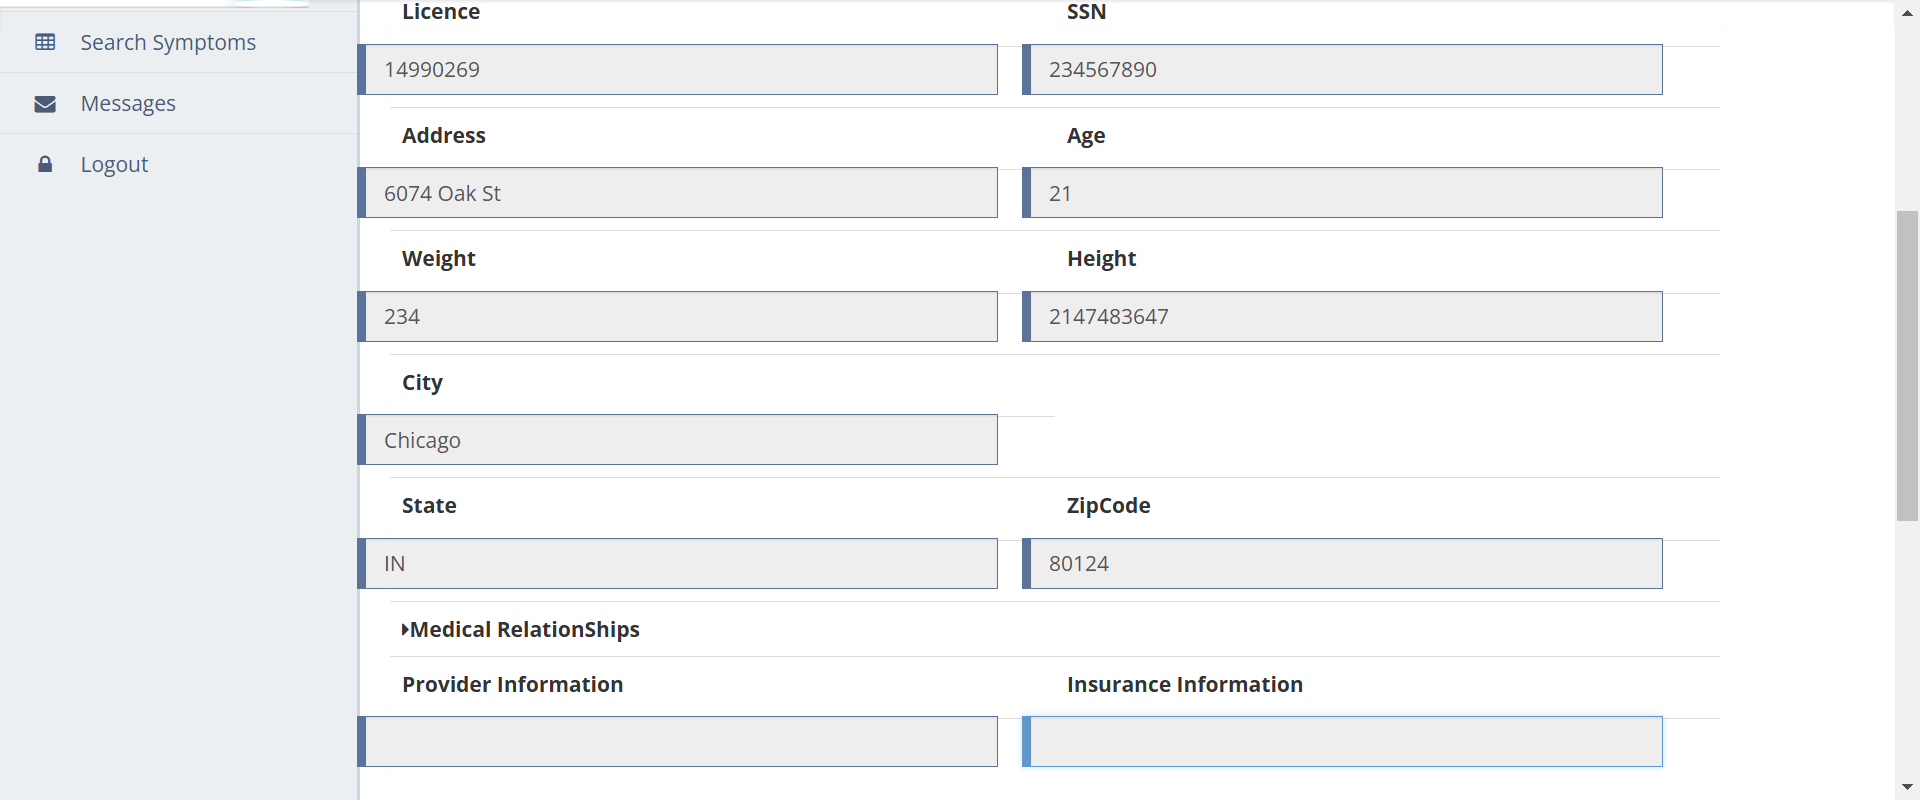 Search Symptoms
Messages
Logout
Licence SSN
14990269 234567890
Address Age
6074 Oak St 21
Weight Height
234 2147483647
City
Chicago
State ZipCode
IN 80124
Medical RelationShips
Provider Information Insurance Information